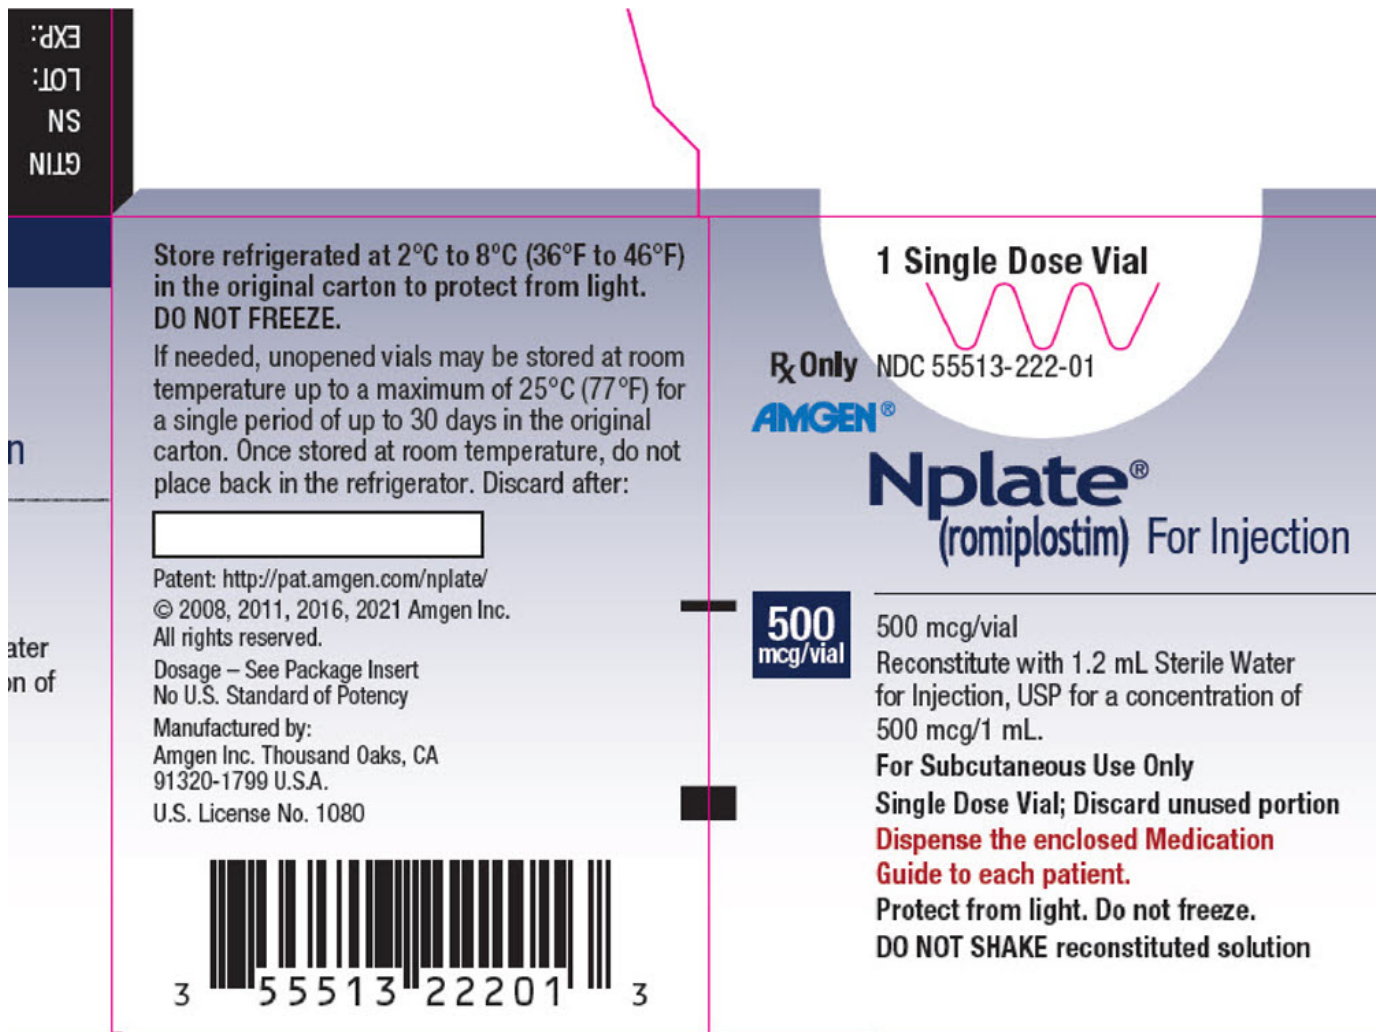 EXP.:
LOT:
SN
GTIN
n
ater
on of
Store refrigerated at 2°C to 8°C (36°F to 46°F)
in the original carton to protect from light.
DO NOT FREEZE.
If needed, unopened vials may be stored at room
temperature up to a maximum of 25°C (77°F) for
a single period of up to 30 days in the original
carton. Once stored at room temperature, do not
place back in the refrigerator. Discard after:
Patent: http://pat.amgen.com/nplate/
© 2008, 2011, 2016, 2021 Amgen Inc.
All rights reserved.
Dosage – See Package Insert
No U.S. Standard of Potency
Manufactured by:
Amgen Inc. Thousand Oaks, CA
91320-1799 U.S.A.
U.S. License No. 1080
3 55513 22201 3
1 Single Dose Vial
Rx Only NDC 55513-222-01
AMGEN®
Nplate®
(romiplostim) For Injection
500
mcg/vial
500 mcg/vial
Reconstitute with 1.2 mL Sterile Water
for Injection, USP for a concentration of
500 mcg/1 mL.
For Subcutaneous Use Only
Single Dose Vial; Discard unused portion
Dispense the enclosed Medication
Guide to each patient.
Protect from light. Do not freeze.
DO NOT SHAKE reconstituted solution